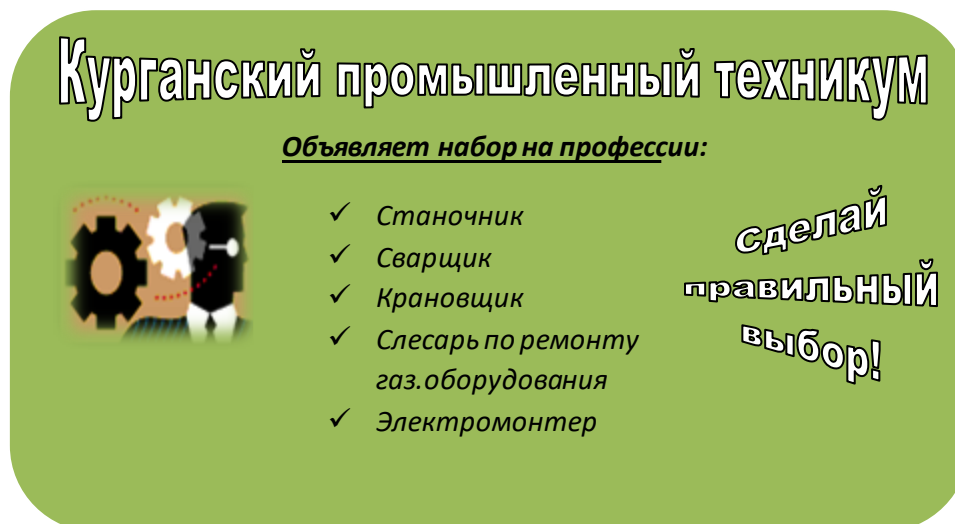 Курганский промышленный техникум
Объявляет набор на профессии:
✓ Станочник
✓ Сварщик
✓ Крановщик
✓ Слесарь по ремонту
газ.оборудования
✓ Электромонтер
Сделай
правильный
выбор!